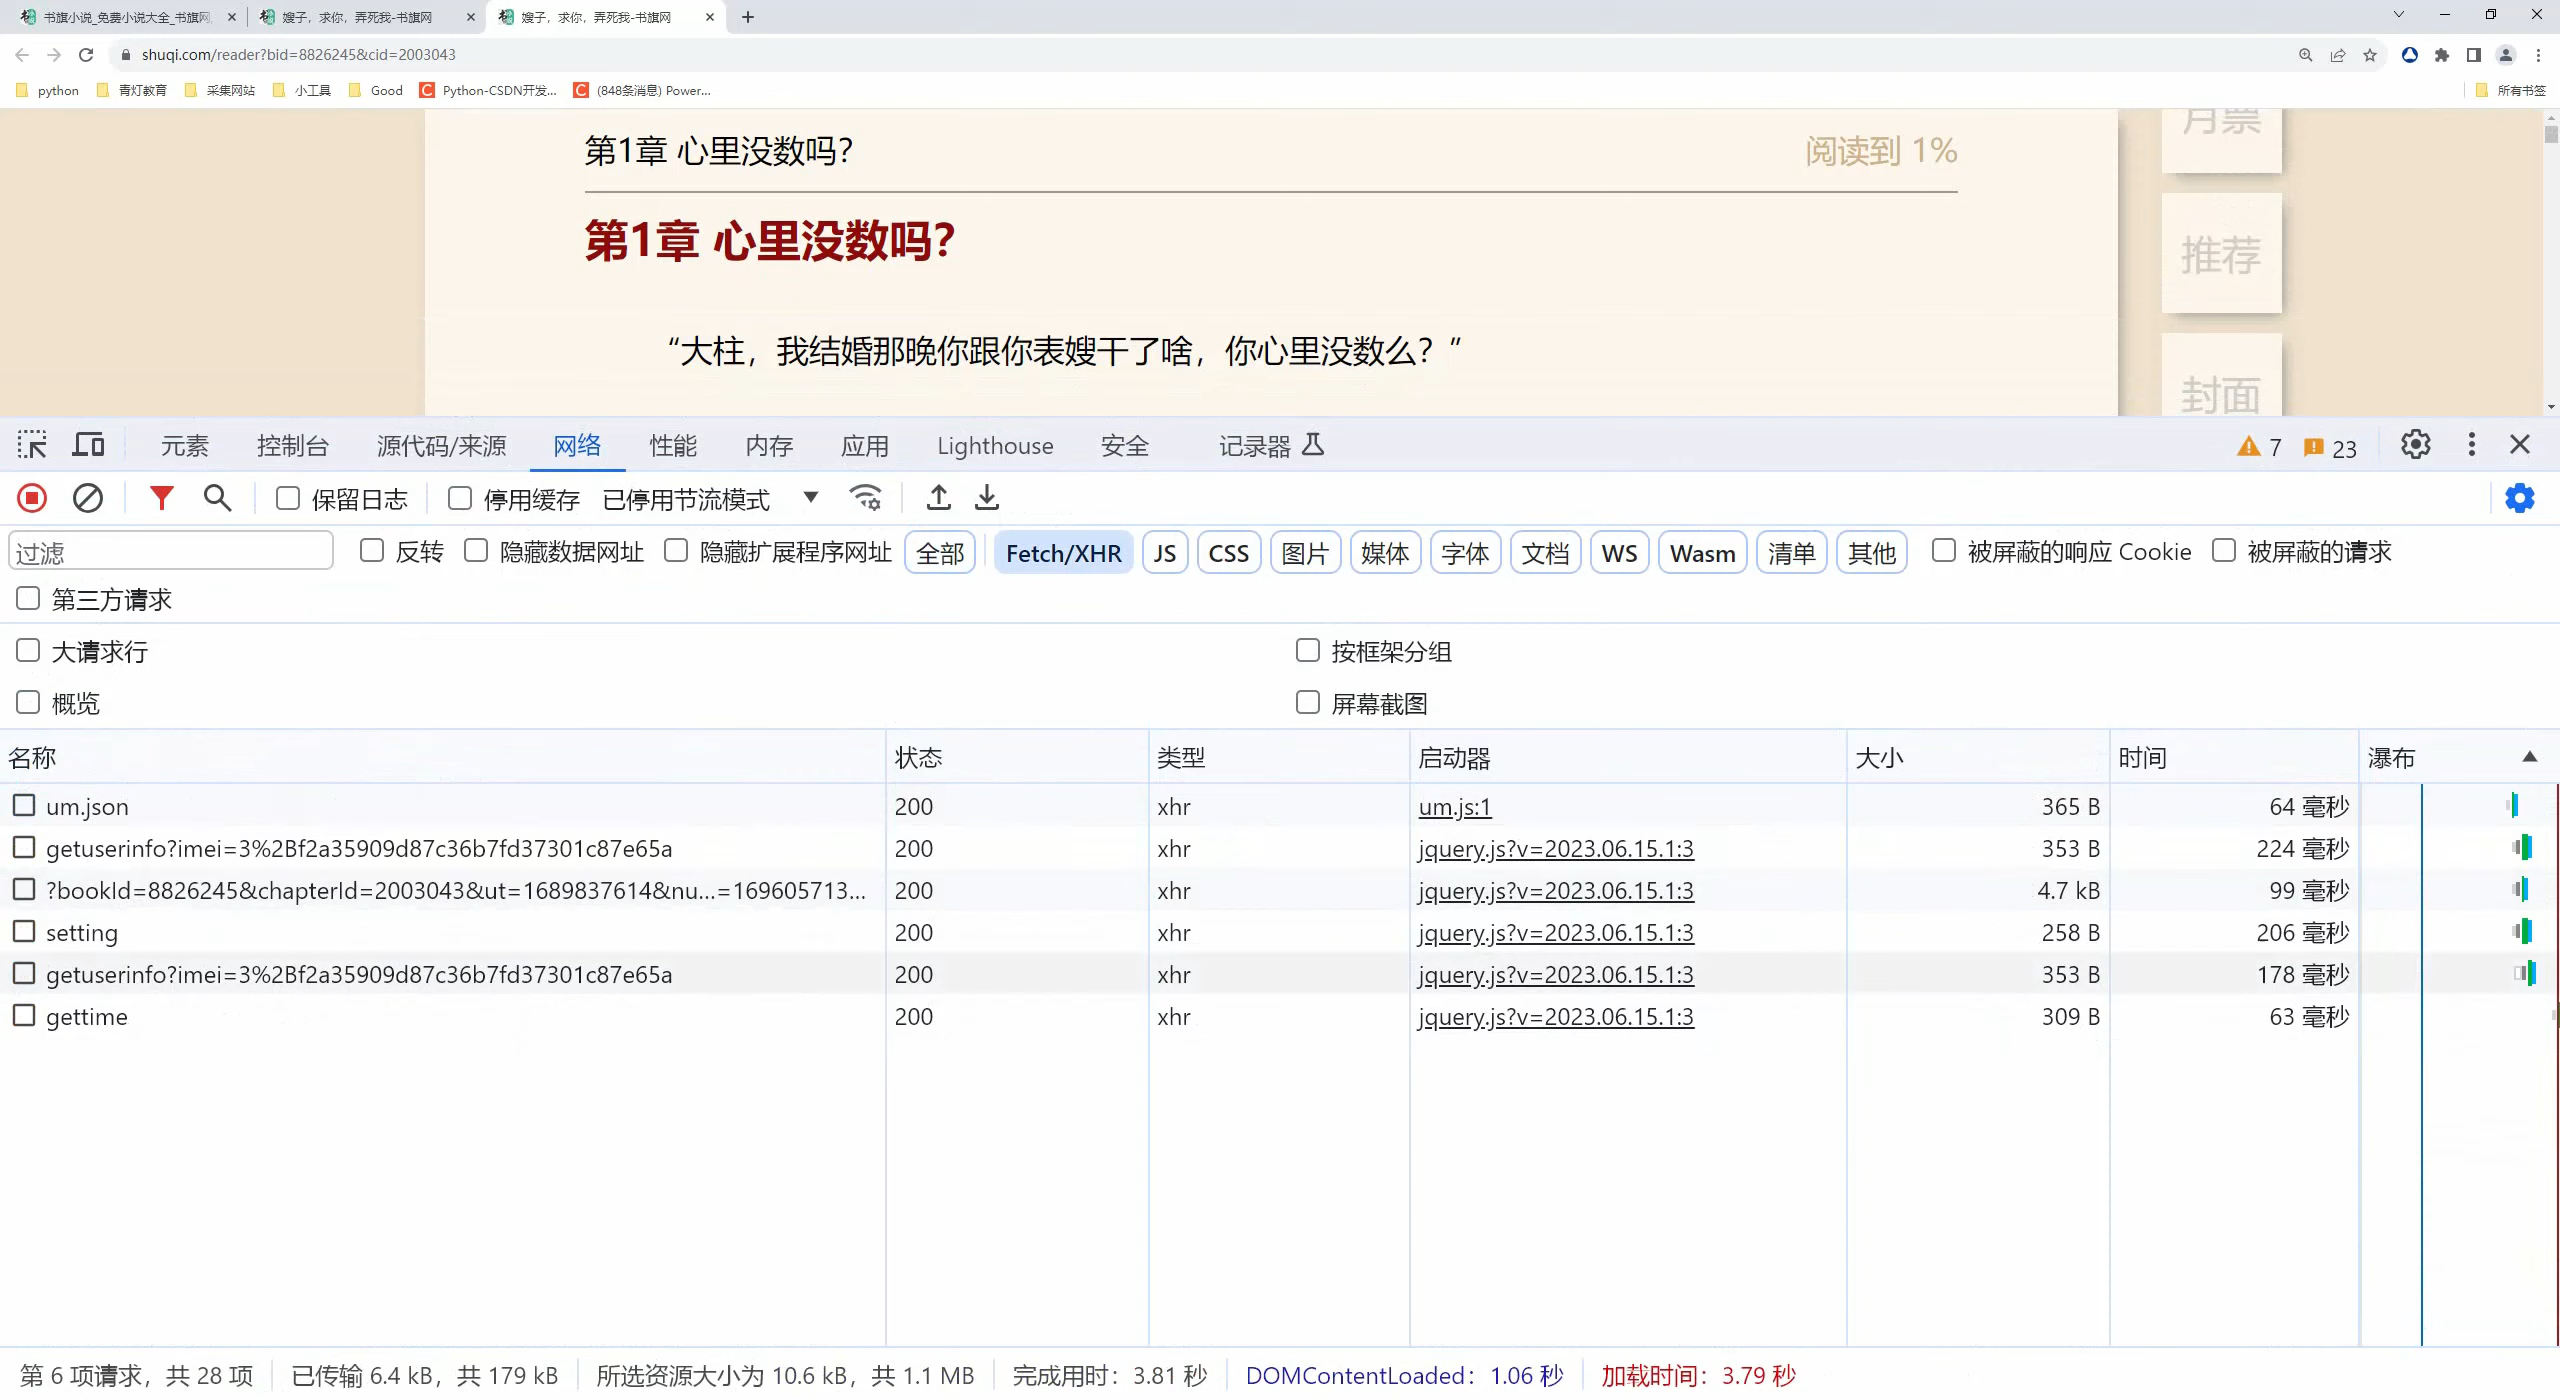 书旗小说_免费小说大全_书旗网
嫂子，求你，弄死我-书旗网
嫂子，求你，弄死我-书旗网
shuqi.com/reader?bid=8826245&cid=2003043
python
青灯教育
采集网站
小工具
Good
Python-CSDN开发...
(848条消息) Power...
所有书签
第1章 心里没数吗？
阅读到 1%
月票
第1章 心里没数吗？
推荐
“大柱，我结婚那晚你跟你表嫂干了啥，你心里没数么？”
封面
元素 控制台 源代码/来源 网络 性能 内存 应用 Lighthouse 安全 记录器 7 23
保留日志 停用缓存 已停用节流模式
过滤 反转 隐藏数据网址 隐藏扩展程序网址 全部 Fetch/XHR JS CSS 图片 媒体 字体 文档 WS Wasm 清单 其他 被屏蔽的响应 Cookie 被屏蔽的请求
第三方请求
大请求行 按框架分组
概览 屏幕截图
名称 状态 类型 启动器 大小 时间 瀑布
um.json 200 xhr um.js:1 365 B 64 毫秒
getuserinfo?imei=3%2Bf2a35909d87c36b7fd37301c87e65a 200 xhr jquery.js?v=2023.06.15.1:3 353 B 224 毫秒
?bookId=8826245&chapterId=2003043&ut=1689837614&nu...=169605713... 200 xhr jquery.js?v=2023.06.15.1:3 4.7 kB 99 毫秒
setting 200 xhr jquery.js?v=2023.06.15.1:3 258 B 206 毫秒
getuserinfo?imei=3%2Bf2a35909d87c36b7fd37301c87e65a 200 xhr jquery.js?v=2023.06.15.1:3 353 B 178 毫秒
gettime 200 xhr jquery.js?v=2023.06.15.1:3 309 B 63 毫秒
第 6 项请求，共 28 项 已传输 6.4 kB，共 179 kB 所选资源大小为 10.6 kB，共 1.1 MB 完成用时：3.81 秒 DOMContentLoaded：1.06 秒 加载时间：3.79 秒